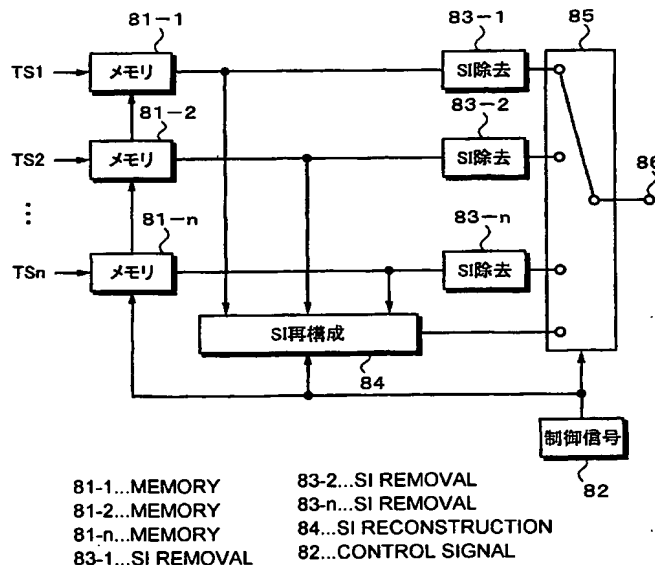 81-1
83-1
85
TS1
メモリ
SI除去
81-2
83-2
TS2
メモリ
SI除去
86
⋮
81-n
83-n
TSn
メモリ
SI除去
SI再構成
84
制御信号
82
81-1...MEMORY
81-2...MEMORY
81-n...MEMORY
83-1...SI REMOVAL
83-2...SI REMOVAL
83-n...SI REMOVAL
84...SI RECONSTRUCTION
82...CONTROL SIGNAL